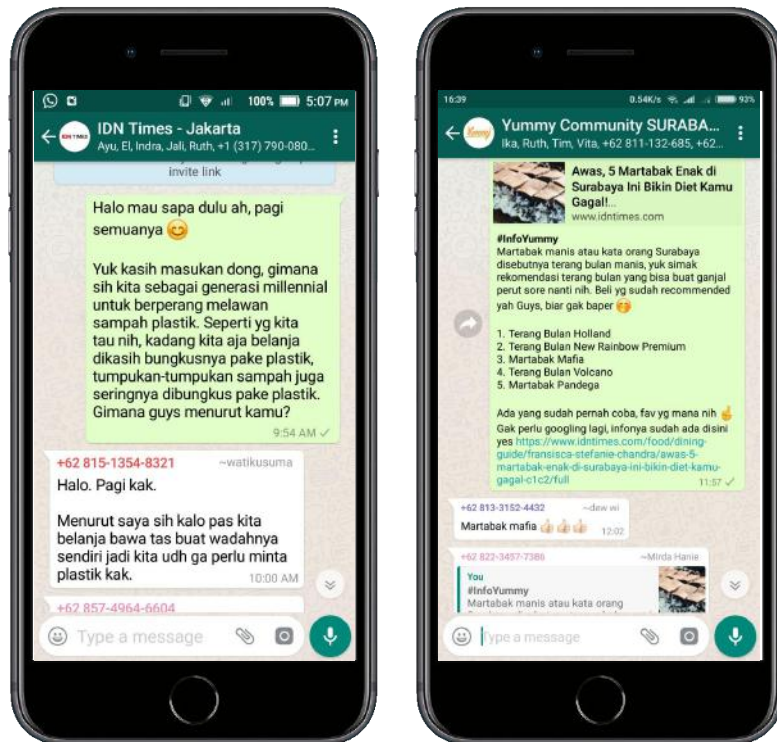 100% 5:07 PM
IDN TIMES
IDN Times - Jakarta
Ayu, El, Indra, Jali, Ruth, +1 (317) 790-080...
invite link
Halo mau sapa dulu ah, pagi
semuanya
Yuk kasih masukan dong, gimana
sih kita sebagai generasi millennial
untuk berperang melawan
sampah plastik. Seperti yg kita
tau nih, kadang kita aja belanja
dikasih bungkusnya pake plastik,
tumpukan-tumpukan sampah juga
seringnya dibungkus pake plastik.
Gimana guys menurut kamu?
9:54 AM
+62 815-1354-8321 ~watikusuma
Halo. Pagi kak.
Menurut saya sih kalo pas kita
belanja bawa tas buat wadahnya
sendiri jadi kita udh ga perlu minta
plastik kak.
10:00 AM
+62 857-4964-6604
Type a message
16:39 0.54K/s 93%
Yummy
Yummy Community SURABA...
Ika, Ruth, Tim, Vita, +62 811-132-685, +62...
Awas, 5 Martabak Enak di
Surabaya Ini Bikin Diet Kamu
Gagal!...
www.idntimes.com
#InfoYummy
Martabak manis atau kata orang Surabaya
disebutnya terang bulan manis, yuk simak
rekomendasi terang bulan yang bisa buat ganjal
perut sore nanti nih. Beli yg sudah recommended
yah Guys, biar gak baper
1. Terang Bulan Holland
2. Terang Bulan New Rainbow Premium
3. Martabak Mafia
4. Terang Bulan Volcano
5. Martabak Pandega
Ada yang sudah pernah coba, fav yg mana nih
Gak perlu googling lagi, infonya sudah ada disini
yes https://www.idntimes.com/food/dining-
guide/fransisca-stefanie-chandra/awas-5-
martabak-enak-di-surabaya-ini-bikin-diet-kamu-
gagal-c1c2/full
11:57
+62 813-3152-4432 ~dew wi
Martabak mafia
12:02
+62 822-3457-7386 ~Mirda Hanie
You
#InfoYummy
Martabak manis atau kata orang
Type a message